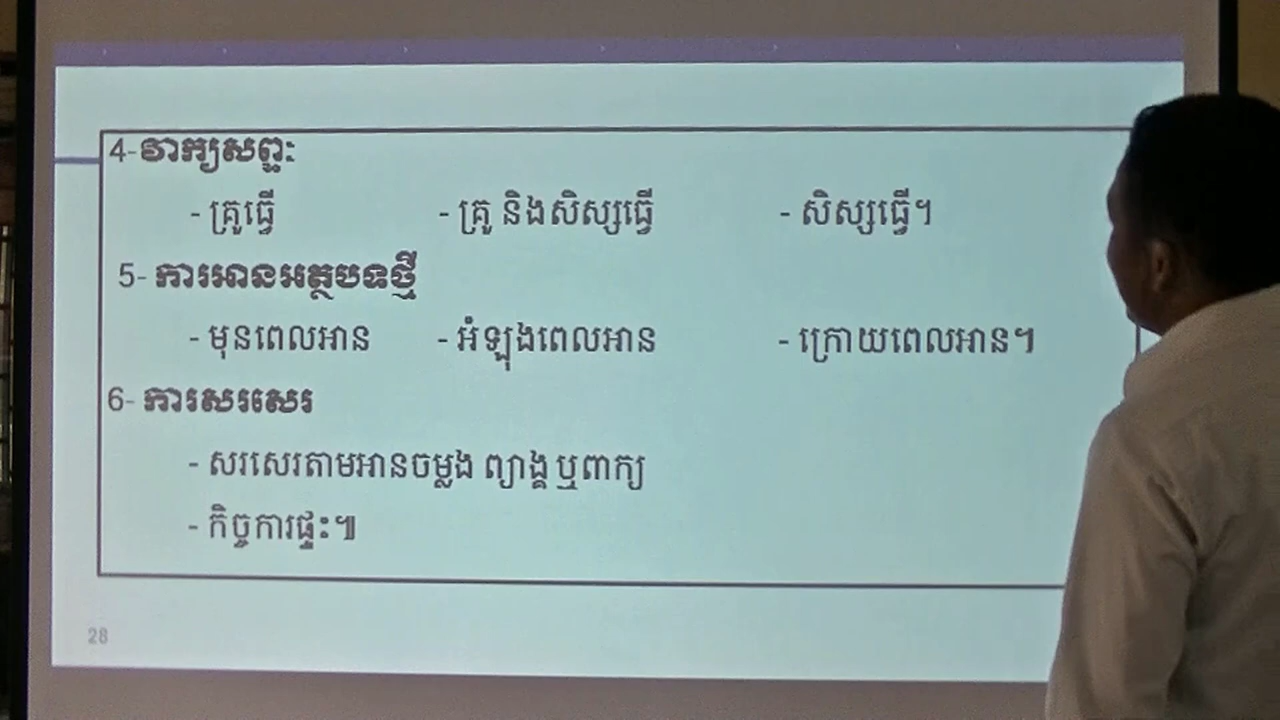 4- វាក្យសព្ទ៖
- គ្រូធ្វើ - គ្រូ និងសិស្សធ្វើ - សិស្សធ្វើ។
5- ការអានអត្ថបទថ្មី
- មុនពេលអាន - អំឡុងពេលអាន - ក្រោយពេលអាន។
6- ការសរសេរ
- សរសេរតាមអានចម្លង ព្យាង្គ ឬពាក្យ
- កិច្ចការផ្ទះ៕
28